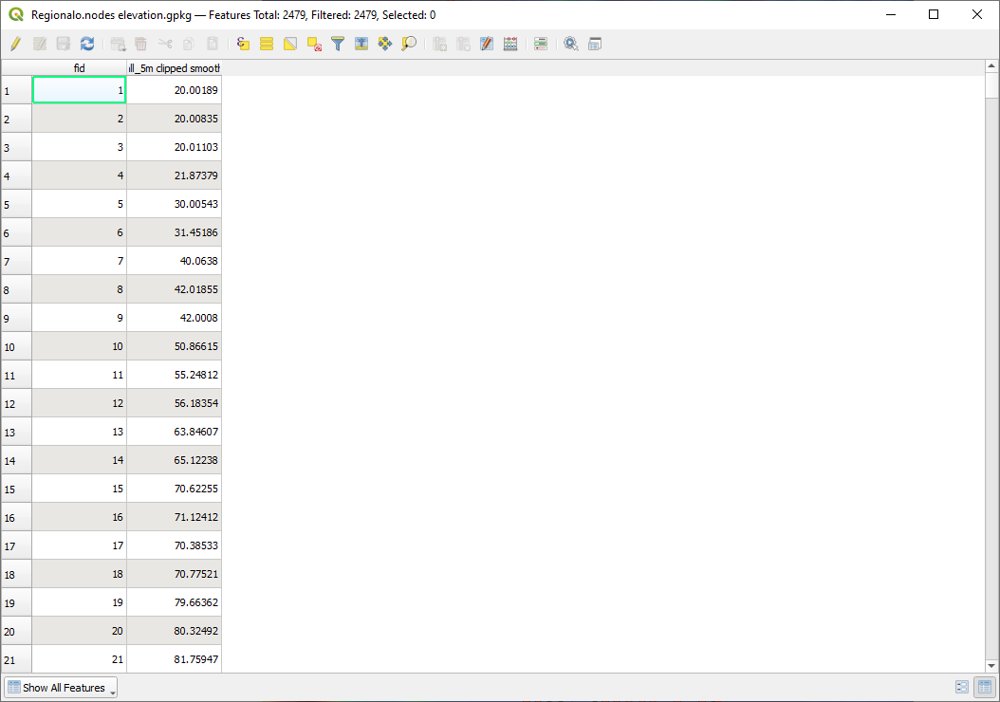 Regionalo.nodes elevation.gpkg — Features Total: 2479, Filtered: 2479, Selected: 0
fid ill_5m clipped smooth
1 1 20.00189
2 2 20.00835
3 3 20.01103
4 4 21.87379
5 5 30.00543
6 6 31.45186
7 7 40.0638
8 8 42.01855
9 9 42.0008
10 10 50.86615
11 11 55.24812
12 12 56.18354
13 13 63.84607
14 14 65.12238
15 15 70.62255
16 16 71.12412
17 17 70.38533
18 18 70.77521
19 19 79.66362
20 20 80.32492
21 21 81.75947
Show All Features